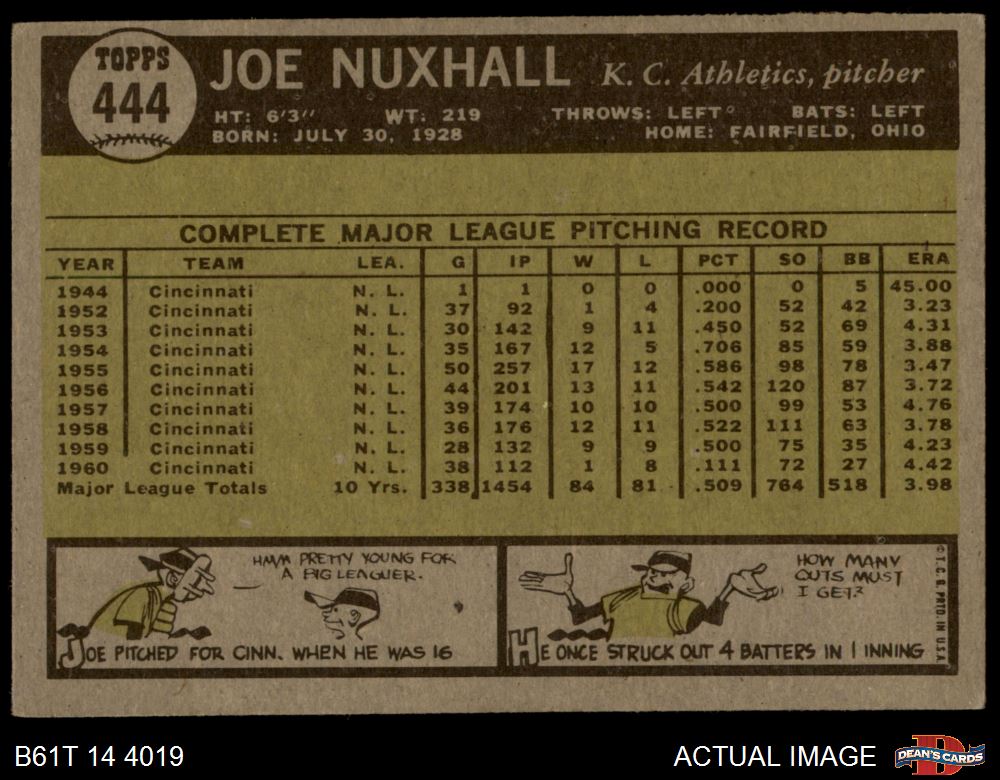 TOPPS
444
JOE NUXHALL K. C. Athletics, pitcher
HT: 6'3" WT: 219 THROWS: LEFT BATS: LEFT
BORN: JULY 30, 1928 HOME: FAIRFIELD, OHIO
COMPLETE MAJOR LEAGUE PITCHING RECORD
YEAR TEAM LEA. G IP W L PCT SO BB ERA
1944 Cincinnati N. L. 1 1 0 0 .000 0 5 45.00
1952 Cincinnati N. L. 37 92 1 4 .200 52 42 3.23
1953 Cincinnati N. L. 30 142 9 11 .450 52 69 4.31
1954 Cincinnati N. L. 35 167 12 5 .706 85 59 3.88
1955 Cincinnati N. L. 50 257 17 12 .586 98 78 3.47
1956 Cincinnati N. L. 44 201 13 11 .542 120 87 3.72
1957 Cincinnati N. L. 39 174 10 10 .500 99 53 4.76
1958 Cincinnati N. L. 36 176 12 11 .522 111 63 3.78
1959 Cincinnati N. L. 28 132 9 9 .500 75 35 4.23
1960 Cincinnati N. L. 38 112 1 8 .111 72 27 4.42
Major League Totals 10 Yrs. 338 1454 84 81 .509 764 518 3.98
HMM PRETTY YOUNG FOR
A BIG LEAGUER.
JOE PITCHED FOR CINN. WHEN HE WAS 16
HOW MANY
OUTS MUST
I GET?
HE ONCE STRUCK OUT 4 BATTERS IN 1 INNING
© T. C. G. PRTD. IN U.S.A.
B61T 14 4019
ACTUAL IMAGE
DEAN'S CARDS